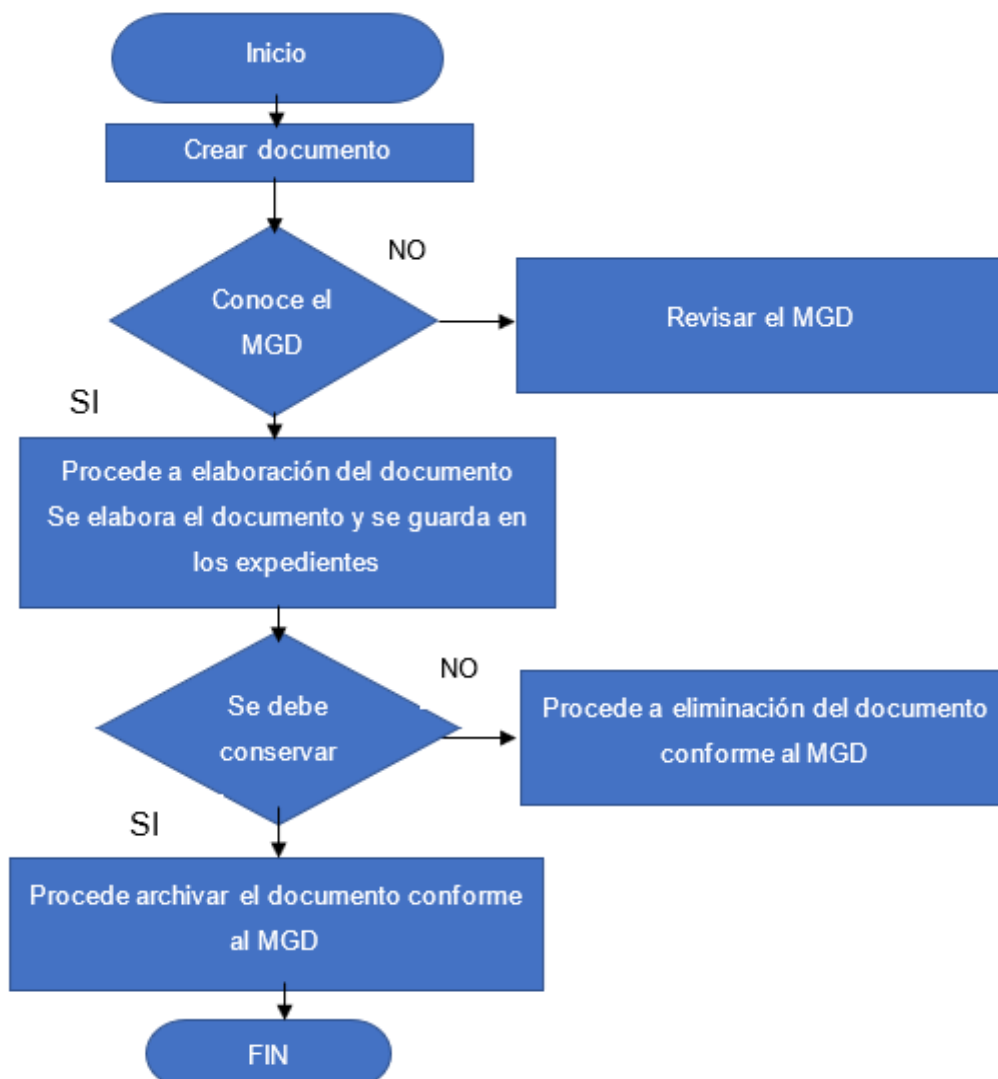 Inicio
Crear documento
NO
Conoce el
MGD
Revisar el MGD
SI
Procede a elaboración del documento
Se elabora el documento y se guarda en
los expedientes
NO
Se debe
conservar
Procede a eliminación del documento
conforme al MGD
SI
Procede archivar el documento conforme
al MGD
FIN